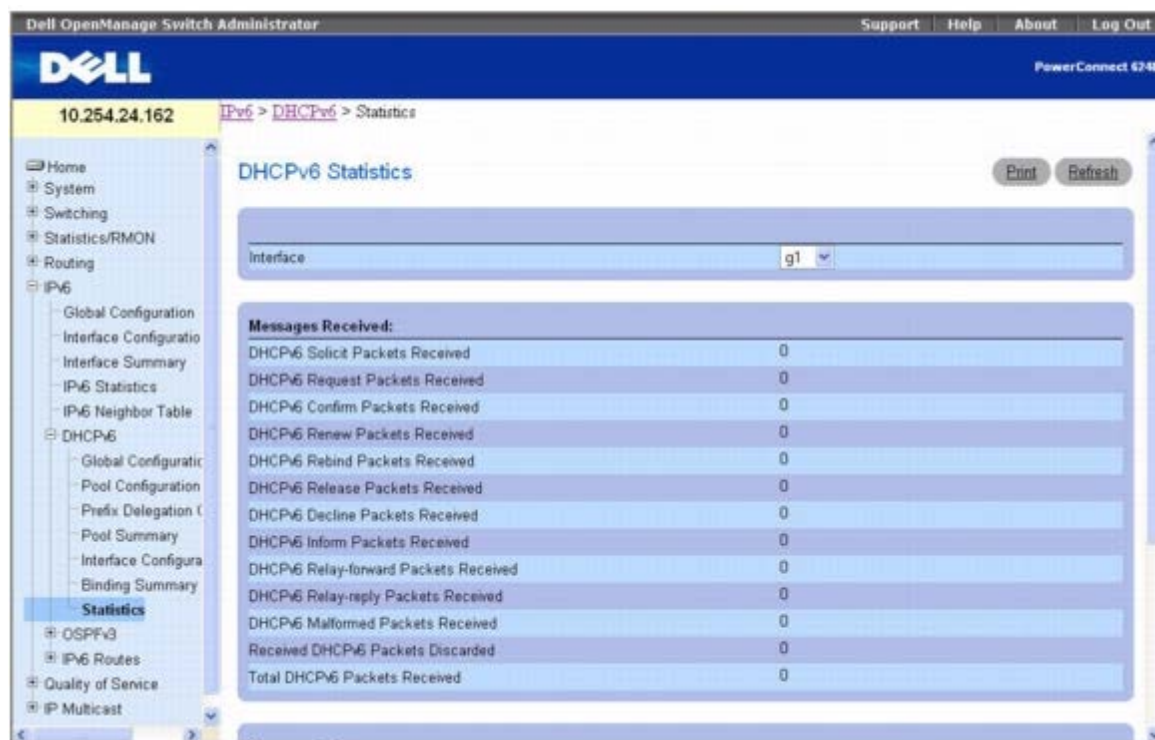 Dell OpenManage Switch Administrator
Support Help About Log Out
DELL
PowerConnect 624
10.254.24.162
IPv6 > DHCPv6 > Statistics
Home
System
Switching
Statistics/RMON
Routing
IPv6
Global Configuration
Interface Configuratio
Interface Summary
IPv6 Statistics
IPv6 Neighbor Table
DHCPv6
Global Configuratic
Pool Configuration
Prefix Delegation C
Pool Summary
Interface Configura
Binding Summary
Statistics
OSPFv3
IPv6 Routes
Quality of Service
IP Multicast
DHCPv6 Statistics
Print Refresh
Interface g1
Messages Received:
DHCPv6 Solicit Packets Received 0
DHCPv6 Request Packets Received 0
DHCPv6 Confirm Packets Received 0
DHCPv6 Renew Packets Received 0
DHCPv6 Rebind Packets Received 0
DHCPv6 Release Packets Received 0
DHCPv6 Decline Packets Received 0
DHCPv6 Inform Packets Received 0
DHCPv6 Relay-forward Packets Received 0
DHCPv6 Relay-reply Packets Received 0
DHCPv6 Malformed Packets Received 0
Received DHCPv6 Packets Discarded 0
Total DHCPv6 Packets Received 0